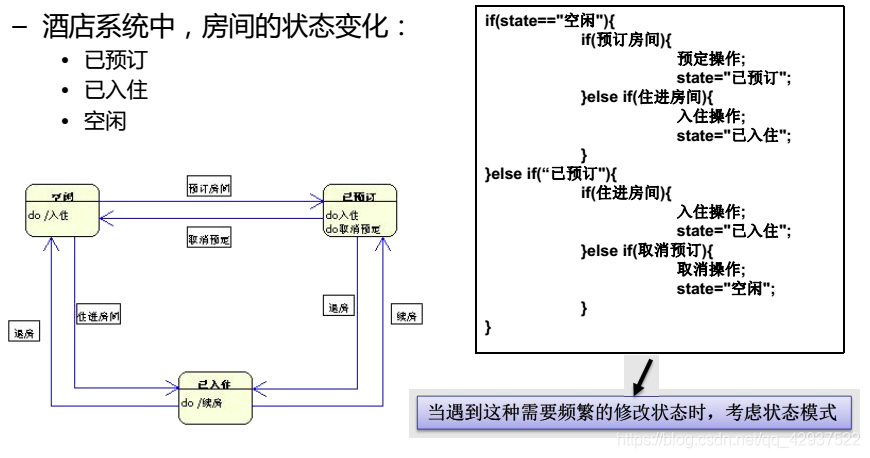 – 酒店系统中，房间的状态变化：
• 已预订
• 已入住
• 空闲
预订房间
空闲
do /入住
已预订
do入住
do取消预定
取消预定
退房
住进房间
退房
续房
已入住
do /续房
if(state=="空闲"){
if(预订房间){
预定操作;
state="已预订";
}else if(住进房间){
入住操作;
state="已入住";
}
}else if(“已预订"){
if(住进房间){
入住操作;
state="已入住";
}else if(取消预订){
取消操作;
state="空闲";
}
}
当遇到这种需要频繁的修改状态时，考虑状态模式
https://blog.csdn.net/qq_42937522